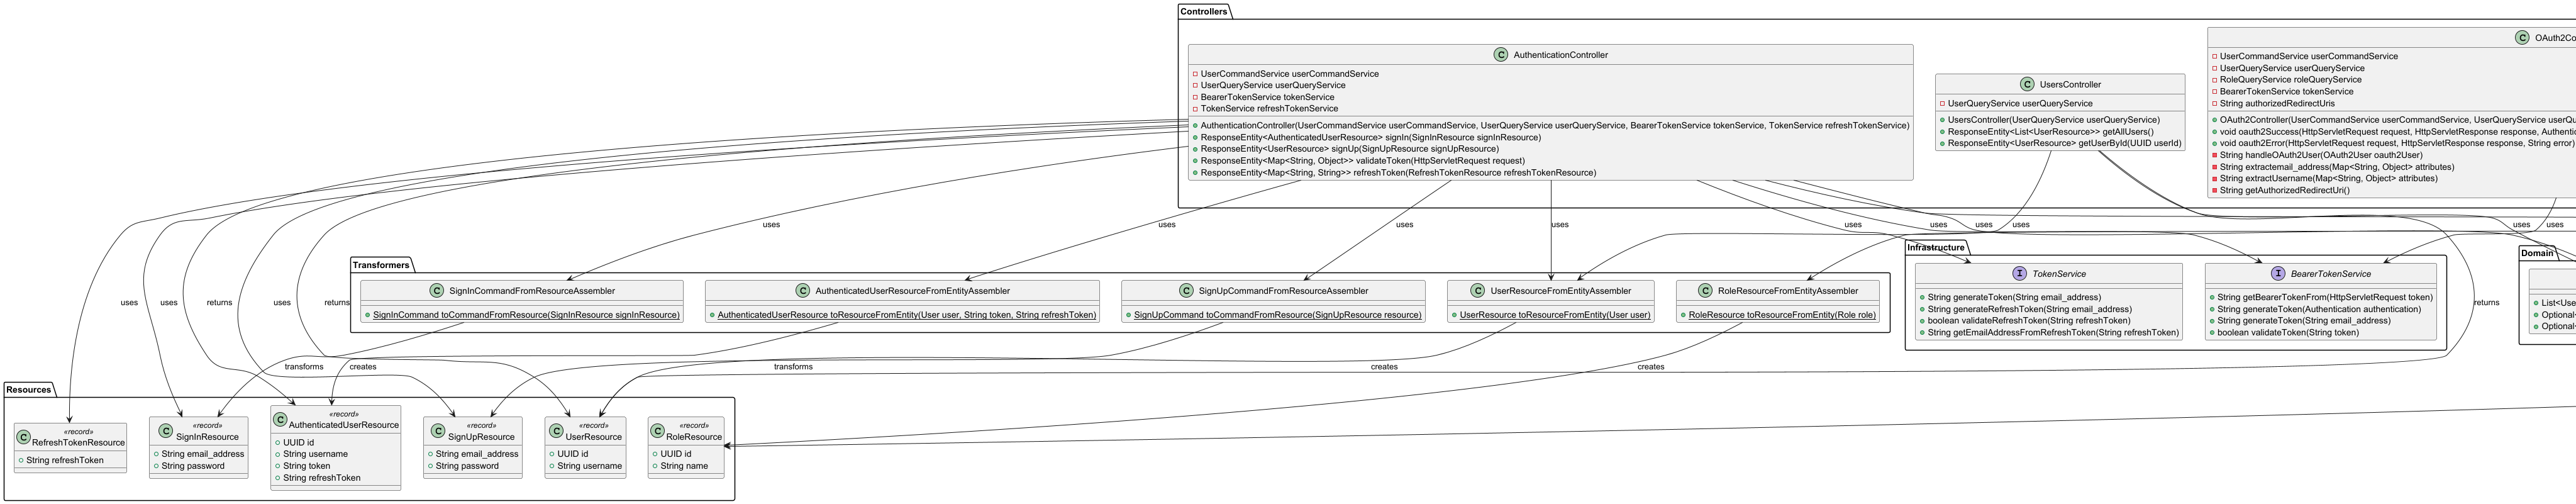 Controllers
AuthenticationController
UserCommandService userCommandService
UserQueryService userQueryService
BearerTokenService tokenService
TokenService refreshTokenService
AuthenticationController(UserCommandService userCommandService, UserQueryService userQueryService, BearerTokenService tokenService, TokenService refreshTokenService)
ResponseEntity<AuthenticatedUserResource> signIn(SignInResource signInResource)
ResponseEntity<UserResource> signUp(SignUpResource signUpResource)
ResponseEntity<Map<String, Object>> validateToken(HttpServletRequest request)
ResponseEntity<Map<String, String>> refreshToken(RefreshTokenResource refreshTokenResource)
UsersController
UserQueryService userQueryService
UsersController(UserQueryService userQueryService)
ResponseEntity<List<UserResource>> getAllUsers()
ResponseEntity<UserResource> getUserById(UUID userId)
OAuth2Co
UserCommandService userCommandService
UserQueryService userQueryService
RoleQueryService roleQueryService
BearerTokenService tokenService
String authorizedRedirectUris
OAuth2Controller(UserCommandService userCommandService, UserQueryService userQu
void oauth2Success(HttpServletRequest request, HttpServletResponse response, Authentic
void oauth2Error(HttpServletRequest request, HttpServletResponse response, String error)
String handleOAuth2User(OAuth2User oauth2User)
String extractemail_address(Map<String, Object> attributes)
String extractUsername(Map<String, Object> attributes)
String getAuthorizedRedirectUri()
uses
uses
uses
uses
uses
uses
uses
uses
uses
uses
Transformers
SignInCommandFromResourceAssembler
SignInCommand toCommandFromResource(SignInResource signInResource)
AuthenticatedUserResourceFromEntityAssembler
AuthenticatedUserResource toResourceFromEntity(User user, String token, String refreshToken)
SignUpCommandFromResourceAssembler
SignUpCommand toCommandFromResource(SignUpResource resource)
UserResourceFromEntityAssembler
UserResource toResourceFromEntity(User user)
RoleResourceFromEntityAssembler
RoleResource toResourceFromEntity(Role role)
Infrastructure
TokenService
String generateToken(String email_address)
String generateRefreshToken(String email_address)
boolean validateRefreshToken(String refreshToken)
String getEmailAddressFromRefreshToken(String refreshToken)
BearerTokenService
String getBearerTokenFrom(HttpServletRequest token)
String generateToken(Authentication authentication)
String generateToken(String email_address)
boolean validateToken(String token)
Domain
List<Use
Optional<
Optional<
uses
uses
returns
uses
returns
returns
transforms
creates
transforms
creates
creates
Resources
«record»
RefreshTokenResource
String refreshToken
«record»
SignInResource
String email_address
String password
«record»
AuthenticatedUserResource
UUID id
String username
String token
String refreshToken
«record»
SignUpResource
String email_address
String password
«record»
UserResource
UUID id
String username
«record»
RoleResource
UUID id
String name